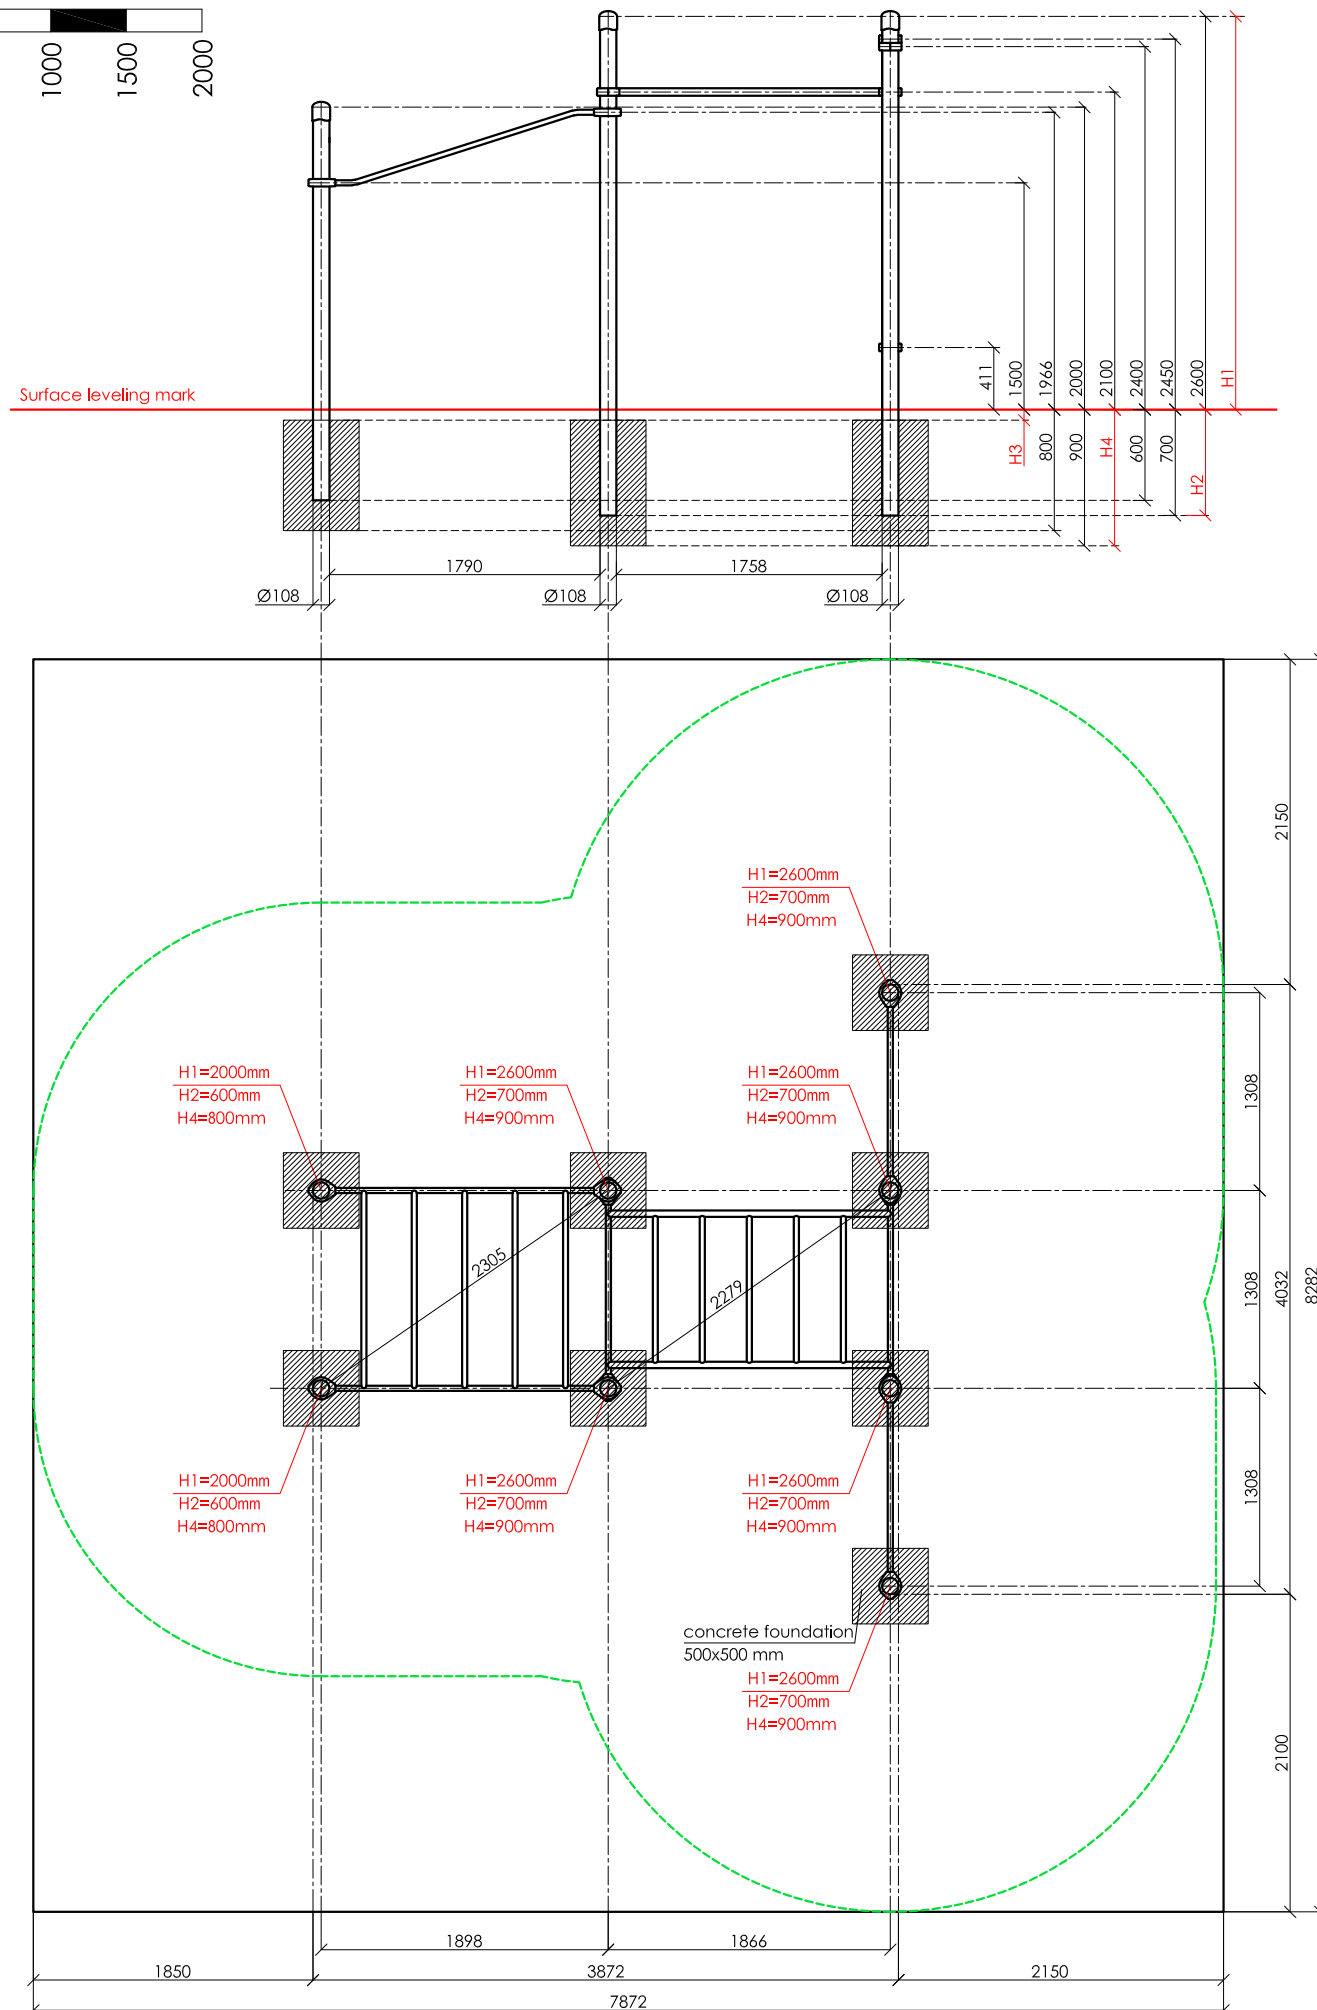 1000
1500
2000
Surface leveling mark
411
1500
1966
2000
2100
2400
2450
2600
H1
H3
800
900
H4
600
700
H2
1790
1758
Ø108
Ø108
Ø108
2150
H1=2600mm
H2=700mm
H4=900mm
H1=2000mm
H2=600mm
H4=800mm
H1=2600mm
H2=700mm
H4=900mm
H1=2600mm
H2=700mm
H4=900mm
1308
2305
2279
1308
4032
8282
H1=2000mm
H2=600mm
H4=800mm
H1=2600mm
H2=700mm
H4=900mm
H1=2600mm
H2=700mm
H4=900mm
1308
concrete foundation
500x500 mm
H1=2600mm
H2=700mm
H4=900mm
2100
1898
1866
1850
3872
2150
7872